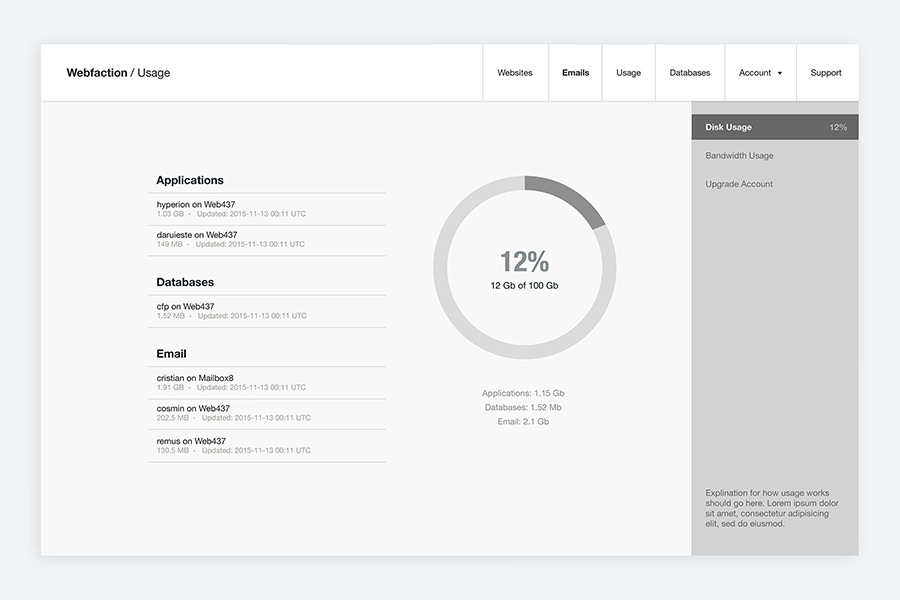 Webfaction / Usage
Websites
Emails
Usage
Databases
Account
Support
Applications
hyperion on Web437
1.03 GB - Updated: 2015-11-13 00:11 UTC
daruieste on Web437
149 MB - Updated: 2015-11-13 00:11 UTC
Databases
cfp on Web437
1.52 MB - Updated: 2015-11-13 00:11 UTC
Email
cristian on Mailbox8
1.91 GB - Updated: 2015-11-13 00:11 UTC
cosmin on Web437
202.5 MB - Updated: 2015-11-13 00:11 UTC
remus on Web437
130.5 MB - Updated: 2015-11-13 00:11 UTC
12%
12 Gb of 100 Gb
Applications: 1.15 Gb
Databases: 1.52 Mb
Email: 2.1 Gb
Disk Usage 12%
Bandwidth Usage
Upgrade Account
Explination for how usage works
should go here. Lorem ipsum dolor
sit amet, consectetur adipisicing
elit, sed do eiusmod.